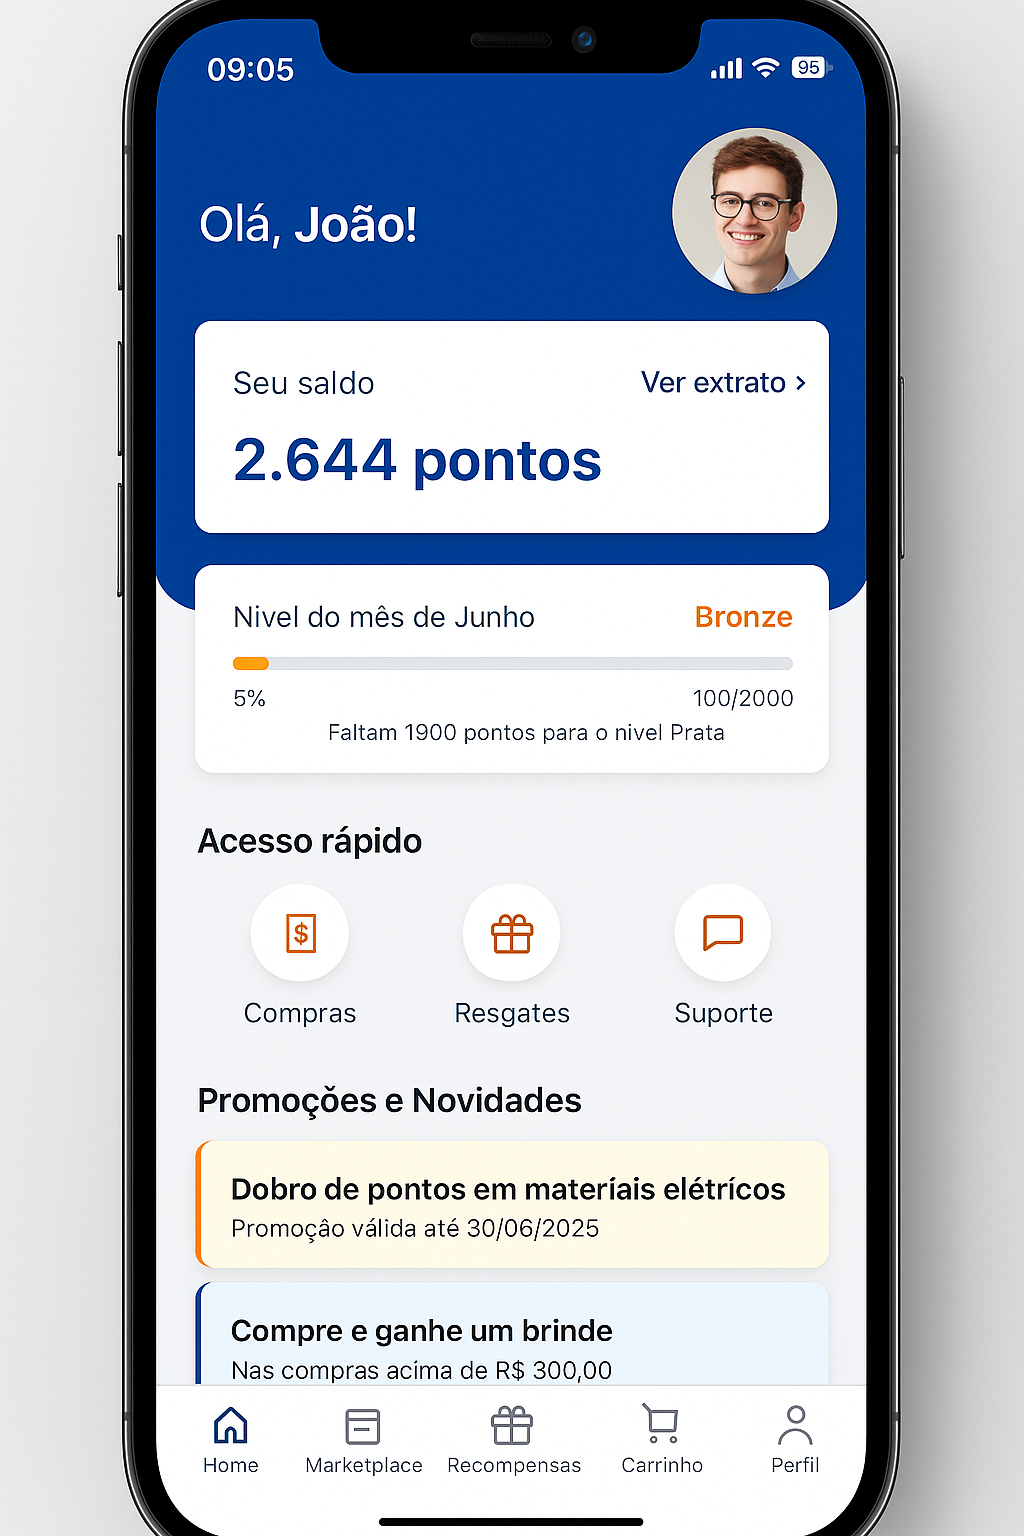 09:05
95
Olá, João!
Seu saldo
Ver extrato ›
2.644 pontos
Nivel do mês de Junho
Bronze
5%
100/2000
Faltam 1900 pontos para o nivel Prata
Acesso rápido
$
Compras
Resgates
Suporte
Promoções e Novidades
Dobro de pontos em materíais elétrícos
Promoçâo válida até 30/06/2025
Compre e ganhe um brinde
Nas compras acíma de R$ 300,00
Home
Marketplace
Recompensas
Carrinho
Perfil